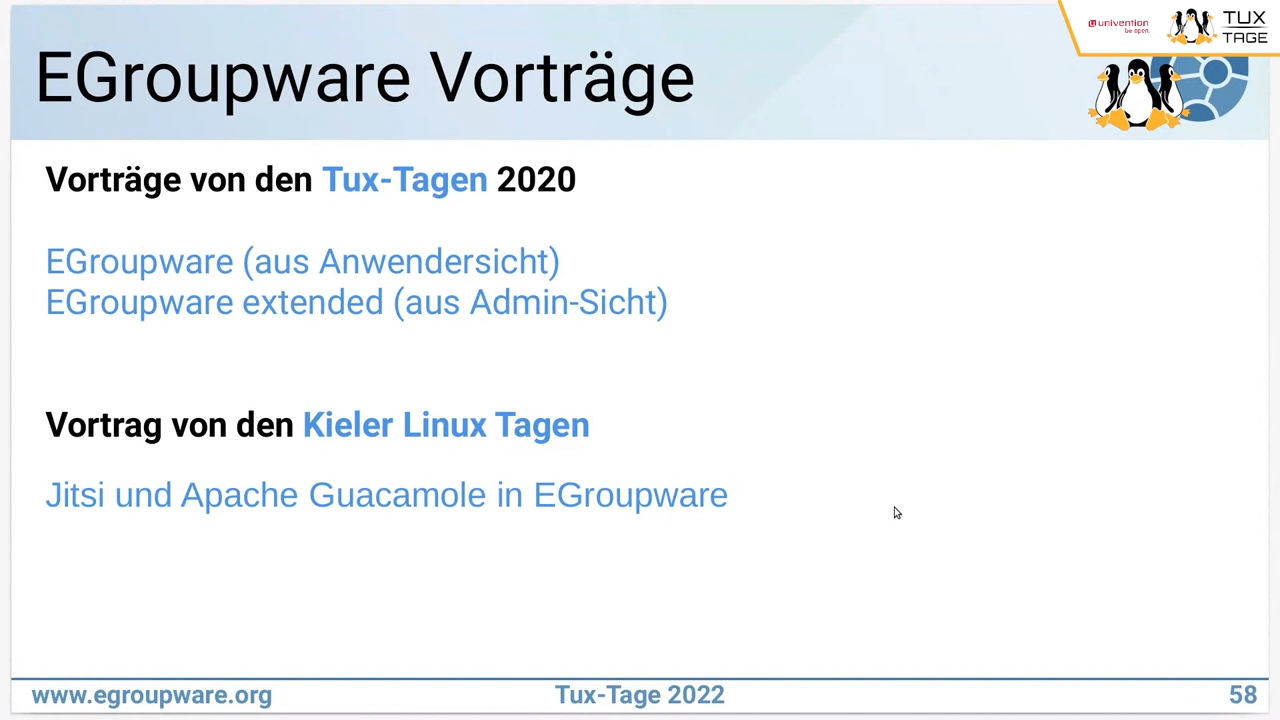 univention
be open.
TUX
TAGE
EGroupware Vorträge
Vorträge von den Tux-Tagen 2020
EGroupware (aus Anwendersicht)
EGroupware extended (aus Admin-Sicht)
Vortrag von den Kieler Linux Tagen
Jitsi und Apache Guacamole in EGroupware
www.egroupware.org
Tux-Tage 2022
58